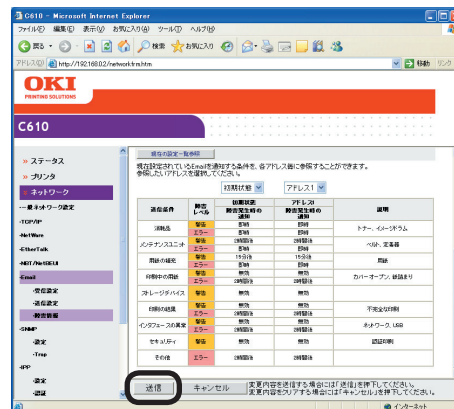 C610 - Microsoft Internet Explorer
ファイル(F) 編集(E) 表示(V) お気に入り(A) ツール(T) ヘルプ(H)
戻る 検索 お気に入り
アドレス(D) http://192.168.0.2/networktrm.htm 移動 リンク
OKI
PRINTING SOLUTIONS
C610
ステータス
プリンタ
ネットワーク
一般ネットワーク設定
-TCP/IP
-NetWare
-EtherTalk
-NBT/NetBEUI
-Email
-受信設定
-送信設定
-障害情報
-SNMP
-設定
-Trap
-IPP
-設定
-認証
現在の設定一覧参照
現在設定されているEmailを通知する条件を、各アドレス毎に参照することができます。
参照したいアドレスを選択してください。
初期状態 アドレス1
送信条件 障害レベル 初期状態 障害発生時の通知 アドレス1 障害発生時の通知 説明
消耗品 警告 即時 即時 トナー、イメージドラム
エラー 即時 即時
メンテナンスユニット 警告 2時間後 2時間後 ベルト、定着器
エラー 即時 即時
用紙の補充 警告 15分後 15分後 用紙
エラー 即時 即時
印刷中の用紙 警告 無効 無効 カバーオープン、紙詰まり
エラー 2時間後 2時間後
ストレージデバイス 警告 無効 無効
印刷の結果 警告 無効 無効 不完全な印刷
エラー 2時間後 2時間後
インタフェースの異常 警告 無効 無効 ネットワーク、USB
エラー 2時間後 2時間後
セキュリティ 警告 無効 無効 認証印刷
その他 エラー 2時間後 2時間後
送信 キャンセル 変更内容を送信する場合には「送信」を押下してください。
変更内容をクリアする場合には「キャンセル」を押下してください。
インターネット